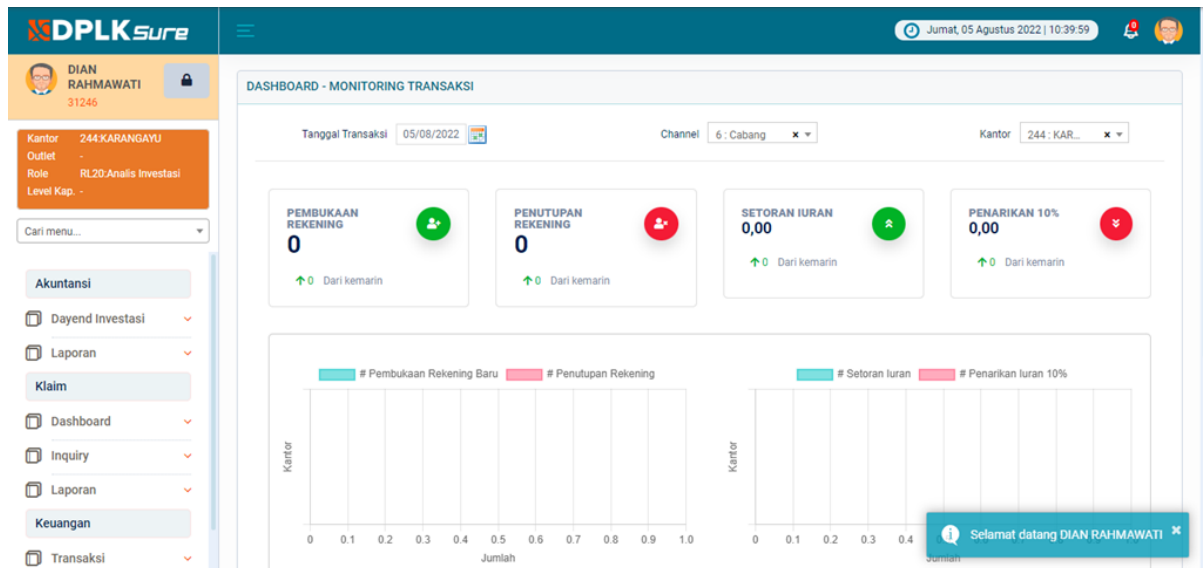 DPLKSure
Jumat, 05 Agustus 2022 | 10:39:59
0
DIAN
RAHMAWATI
31246
Kantor 244:KARANGAYU
Outlet -
Role RL20:Analis Investasi
Level Kap. -
Cari menu...
Akuntansi
Dayend Investasi
Laporan
Klaim
Dashboard
Inquiry
Laporan
Keuangan
Transaksi
DASHBOARD - MONITORING TRANSAKSI
Tanggal Transaksi 05/08/2022 Channel 6 : Cabang x Kantor 244 : KAR... x
PEMBUKAAN
REKENING
0
0 Dari kemarin
PENUTUPAN
REKENING
0
0 Dari kemarin
SETORAN IURAN
0,00
0 Dari kemarin
PENARIKAN 10%
0,00
0 Dari kemarin
# Pembukaan Rekening Baru # Penutupan Rekening
Kantor
0 0.1 0.2 0.3 0.4 0.5 0.6 0.7 0.8 0.9 1.0
Jumlah
# Setoran Iuran # Penarikan Iuran 10%
Kantor
0 0.1 0.2 0.3 0.4
Jumlah
Selamat datang DIAN RAHMAWATI ×